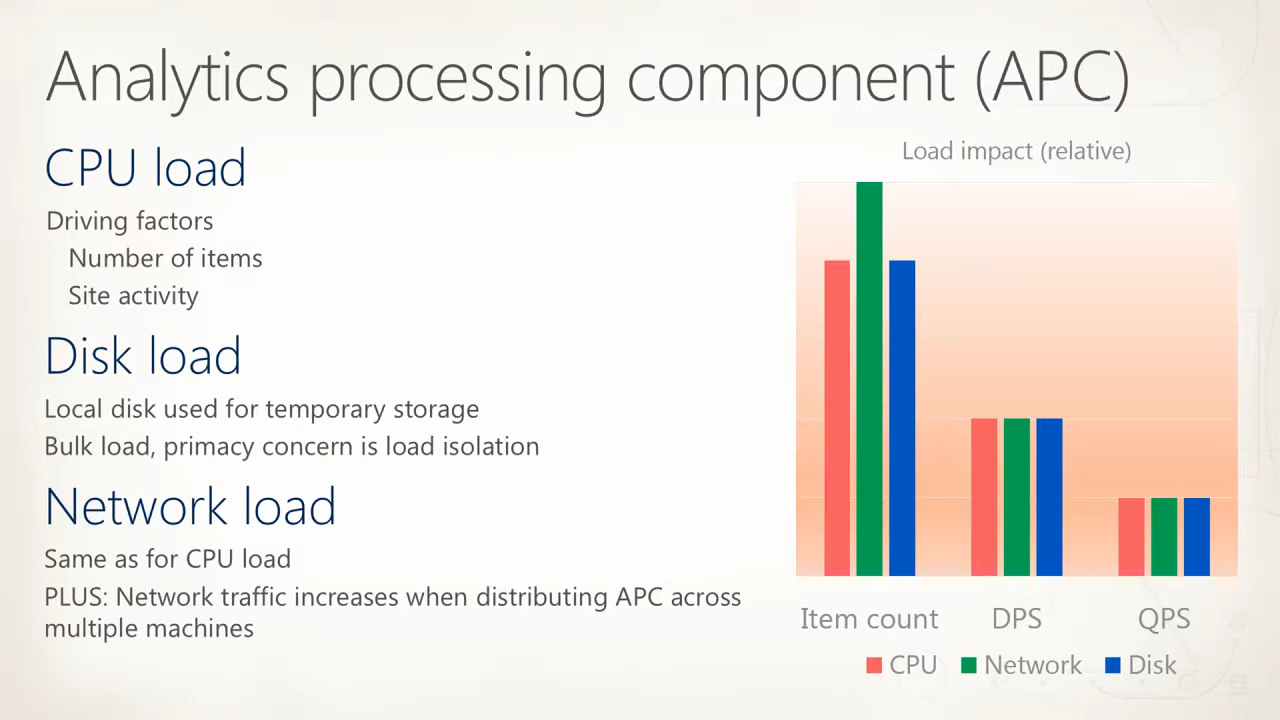 Analytics processing component (APC)
CPU load
Driving factors
Number of items
Site activity
Disk load
Local disk used for temporary storage
Bulk load, primacy concern is load isolation
Network load
Same as for CPU load
PLUS: Network traffic increases when distributing APC across
multiple machines
Load impact (relative)
Item count DPS QPS
CPU Network Disk